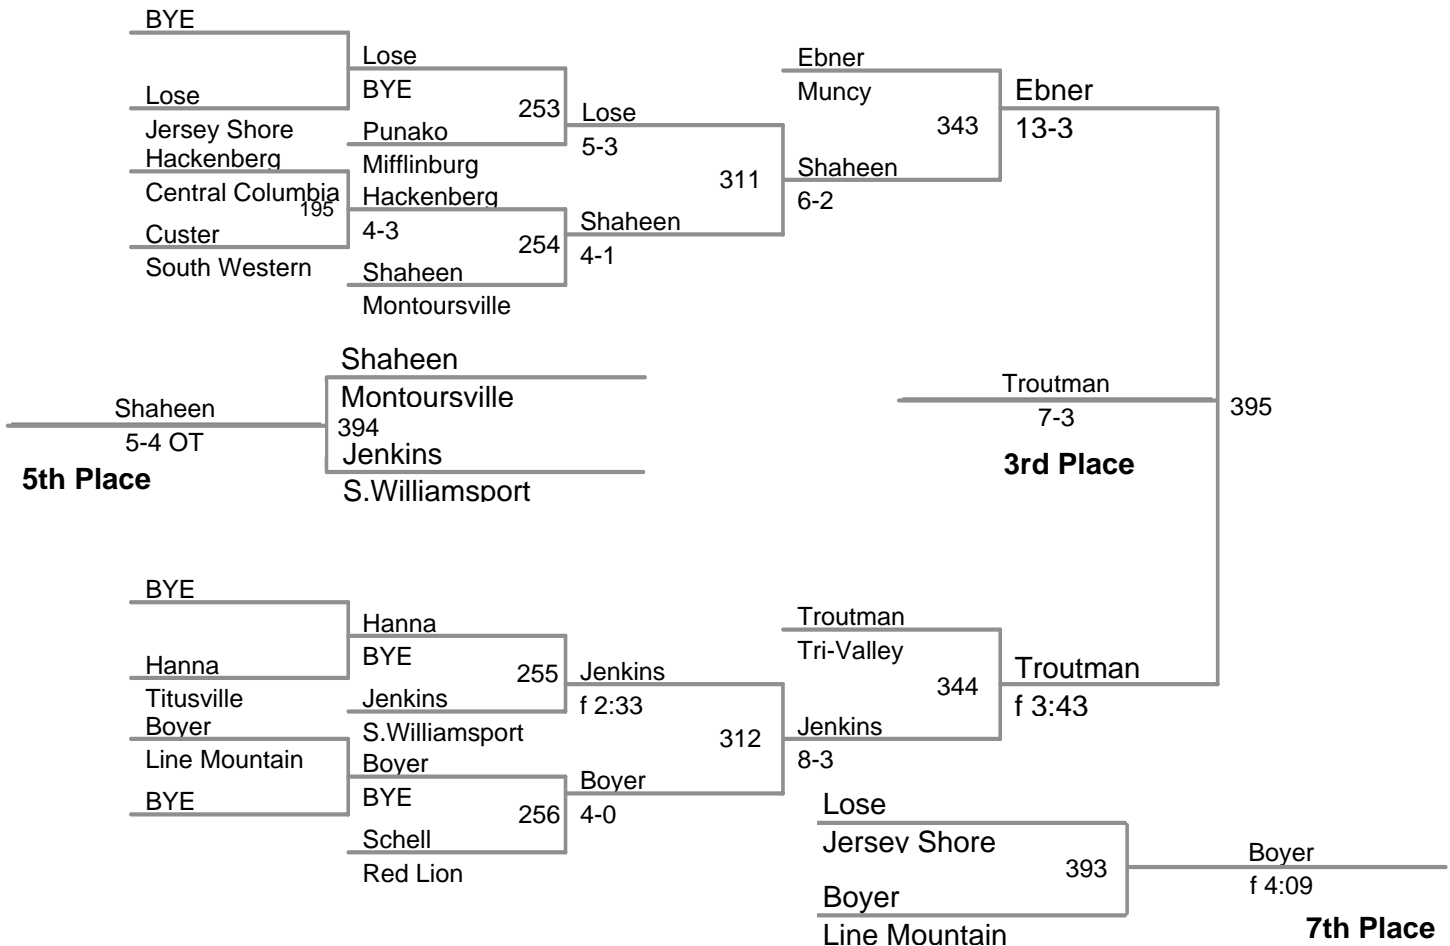 BYE
Lose
Jersey Shore
Hackenberg
Central Columbia
195
Custer
South Western
Lose
BYE
253
Punako
Mifflinburg
Hackenberg
4-3
254
Shaheen
Montoursville
Lose
5-3
311
Shaheen
4-1
Ebner
Muncy
343
Shaheen
6-2
Ebner
13-3
Shaheen
Montoursville
394
Jenkins
S.Williamsport
Shaheen
5-4 OT
5th Place
Troutman
7-3
395
3rd Place
BYE
Hanna
Titusville
Boyer
Line Mountain
BYE
Hanna
BYE
255
Jenkins
S.Williamsport
Boyer
BYE
256
Schell
Red Lion
Jenkins
f 2:33
312
Boyer
4-0
Troutman
Tri-Valley
344
Jenkins
8-3
Troutman
f 3:43
Lose
Jersey Shore
393
Boyer
Line Mountain
Boyer
f 4:09
7th Place